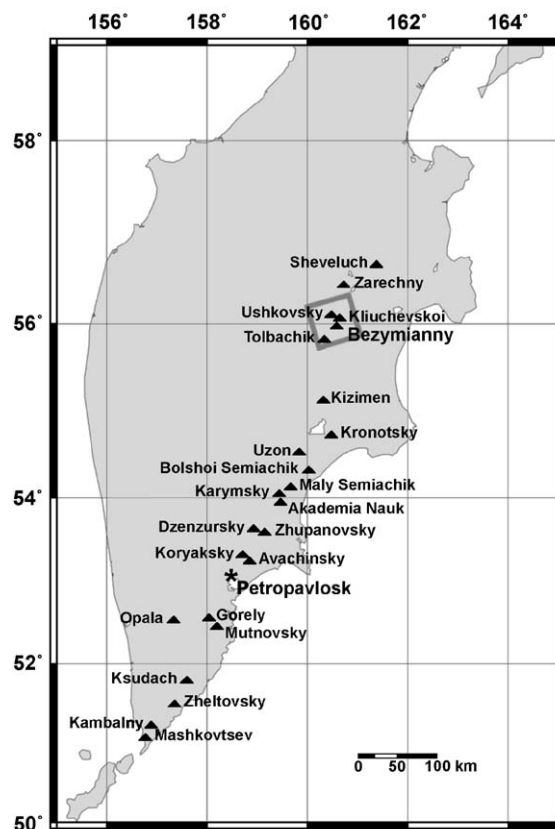 156˚ 158˚ 160˚ 162˚ 164˚
58˚
Sheveluch
Zarechny
Ushkovsky Kliuchevskoi
56˚
Bezymianny
Tolbachik
Kizimen
Kronotsky
Uzon
Bolshoi Semiachik
Maly Semiachik
Karymsky
54˚
Akademia Nauk
Dzenzursky Zhupanovsky
Koryaksky Avachinsky
*
Petropavlosk
Opala Gorely
Mutnovsky
52˚
Ksudach
Zheltovsky
Kambalny
Mashkovtsev
0 50 100 km
50˚